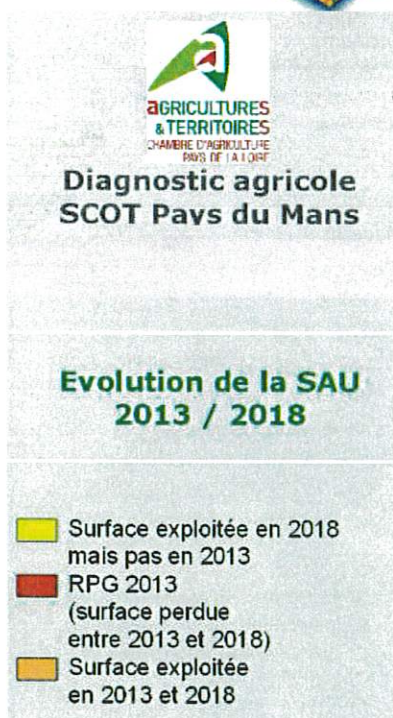 AGRICULTURES
& TERRITOIRES
CHAMBRE D'AGRICULTURE
PAYS DE LA LOIRE
Diagnostic agricole
SCOT Pays du Mans
Evolution de la SAU
2013 / 2018
Surface exploitée en 2018
mais pas en 2013
RPG 2013
(surface perdue
entre 2013 et 2018)
Surface exploitée
en 2013 et 2018